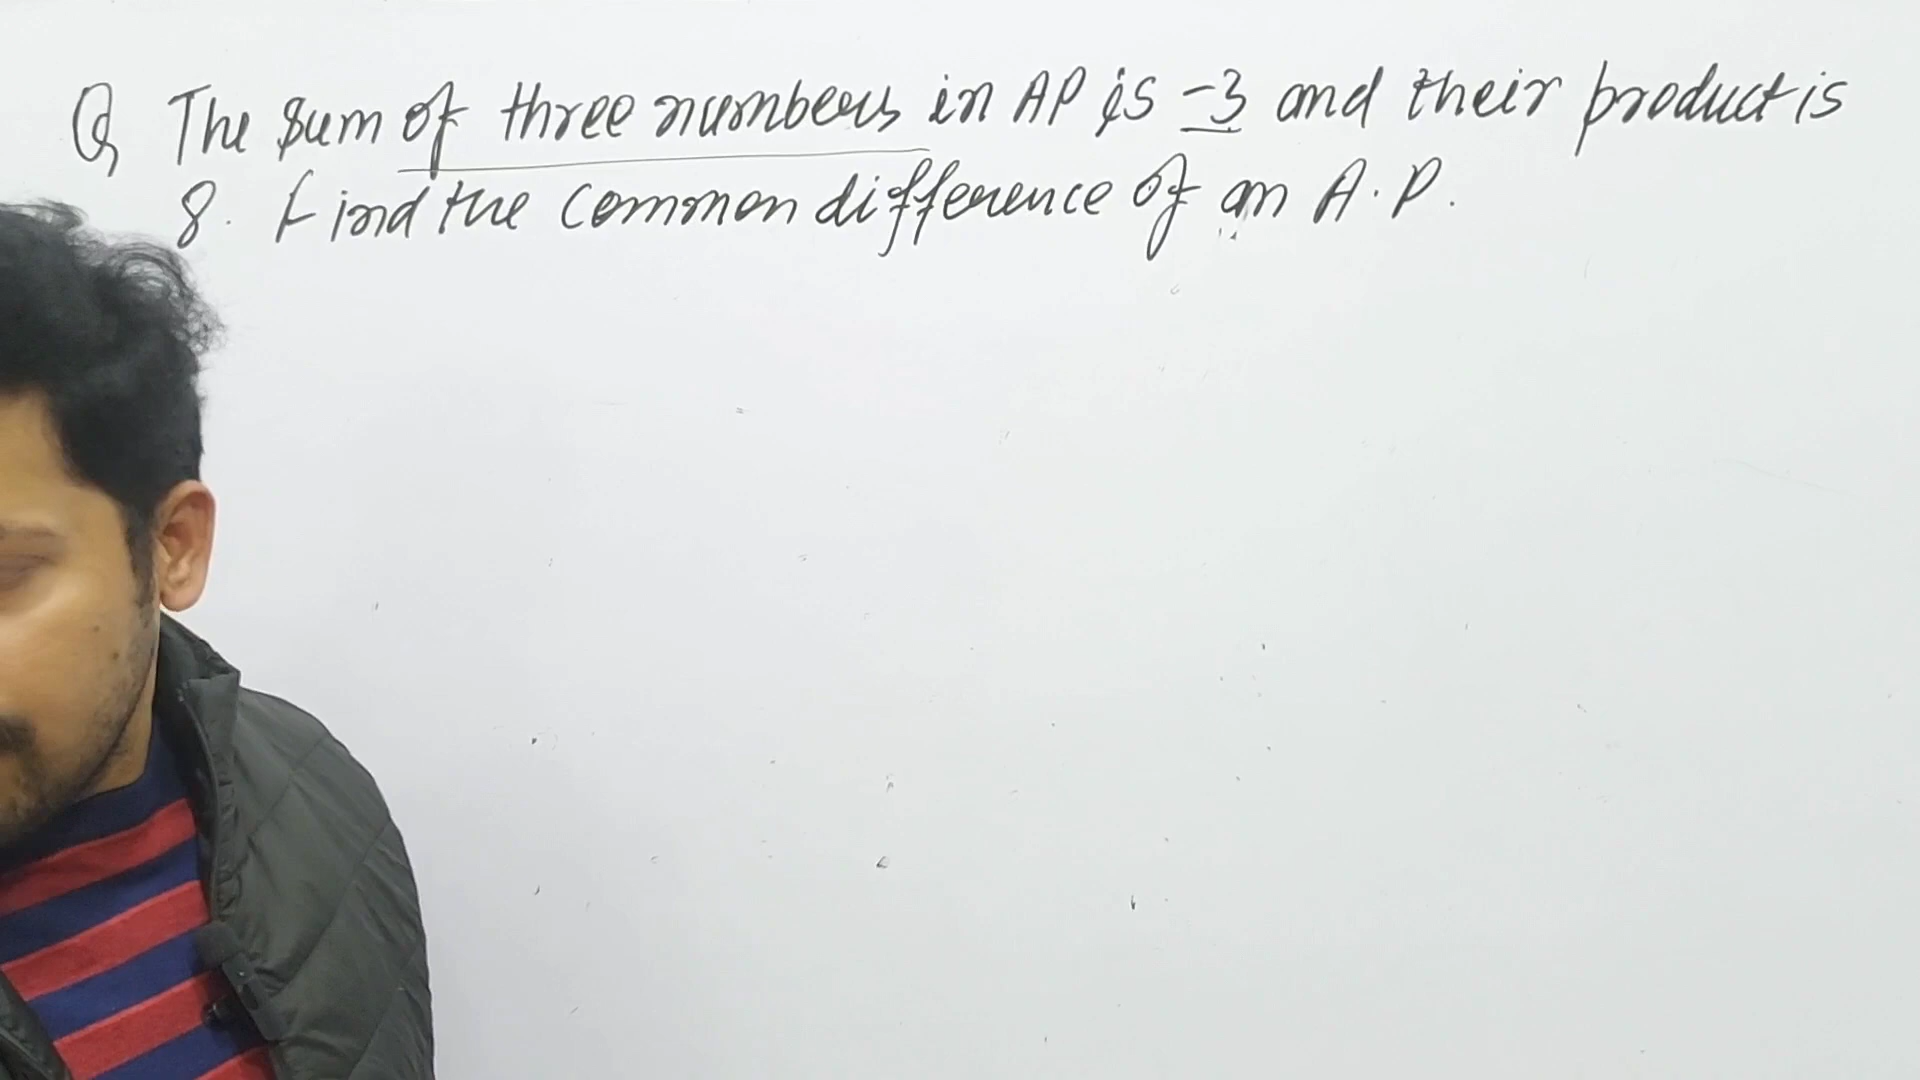 Q The sum of three numbers in AP is -3 and their product is
8. Find the common difference of an A.P.